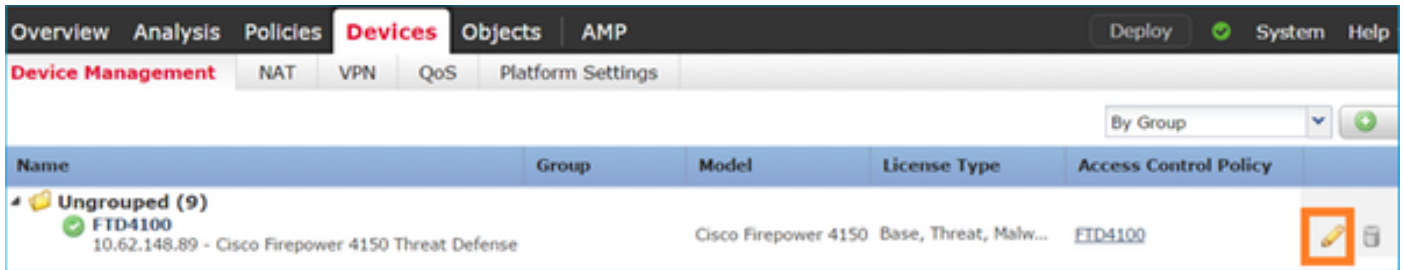 Overview Analysis Policies Devices Objects AMP Deploy System Help
Device Management NAT VPN QoS Platform Settings
By Group
Name Group Model License Type Access Control Policy
Ungrouped (9)
FTD4100
10.62.148.89 - Cisco Firepower 4150 Threat Defense Cisco Firepower 4150 Base, Threat, Malw... FTD4100